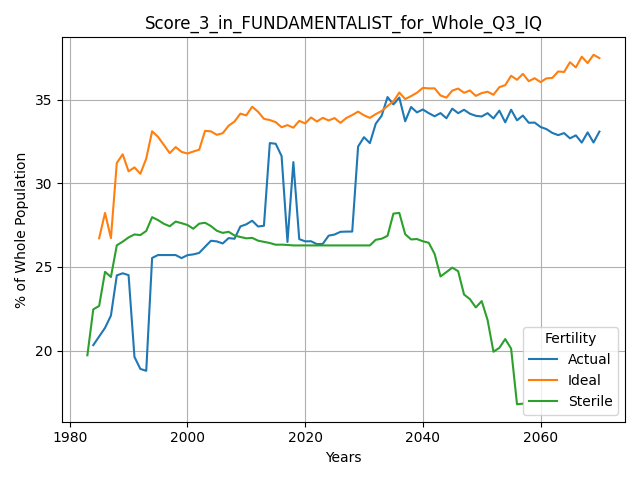 Score_3_in_FUNDAMENTALIST_for_Whole_Q3_IQ
% of Whole Population
35
30
25
20
Fertility
Actual
Ideal
Sterile
1980
2000
2020
2040
2060
Years